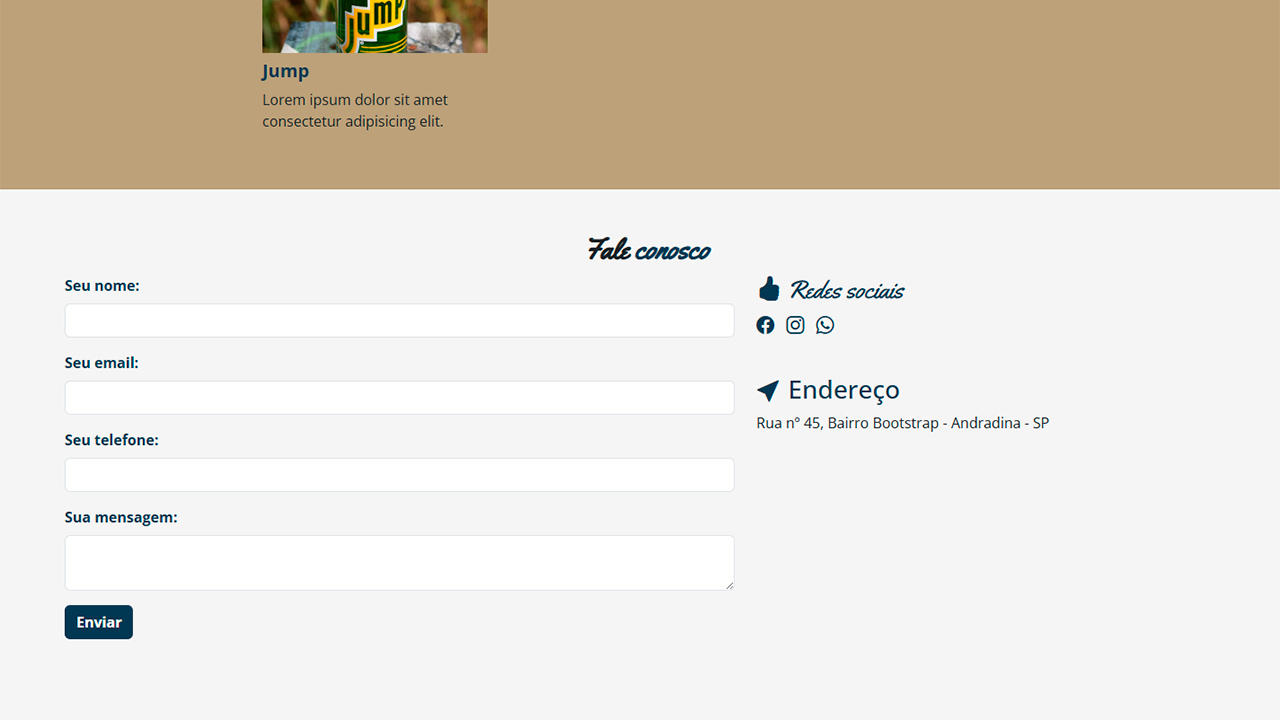 Jump
Jump
Lorem ipsum dolor sit amet
consectetur adipisicing elit.
Fale conosco
Seu nome:
Seu email:
Seu telefone:
Sua mensagem:
Enviar
Redes sociais
Endereço
Rua nº 45, Bairro Bootstrap - Andradina - SP